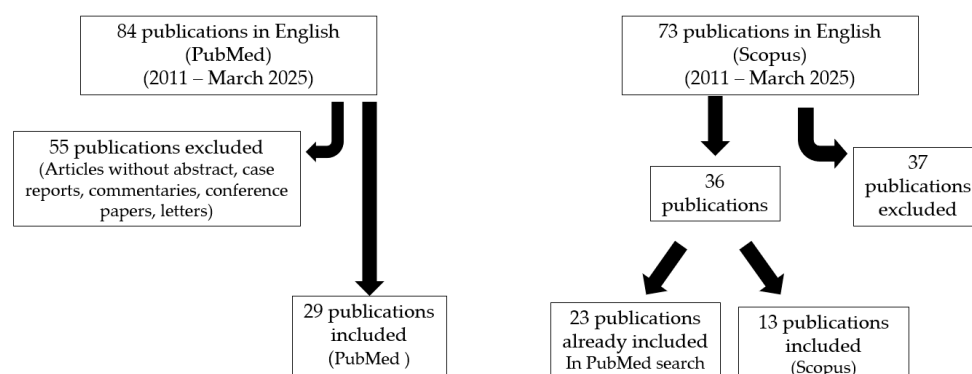 84 publications in English
(PubMed)
(2011 – March 2025)
73 publications in English
(Scopus)
(2011 – March 2025)
55 publications excluded
(Articles without abstract, case
reports, commentaries, conference
papers, letters)
36
publications
37
publications
excluded
29 publications
included
(PubMed )
23 publications
already included
In PubMed search
13 publications
included
(Scopus)